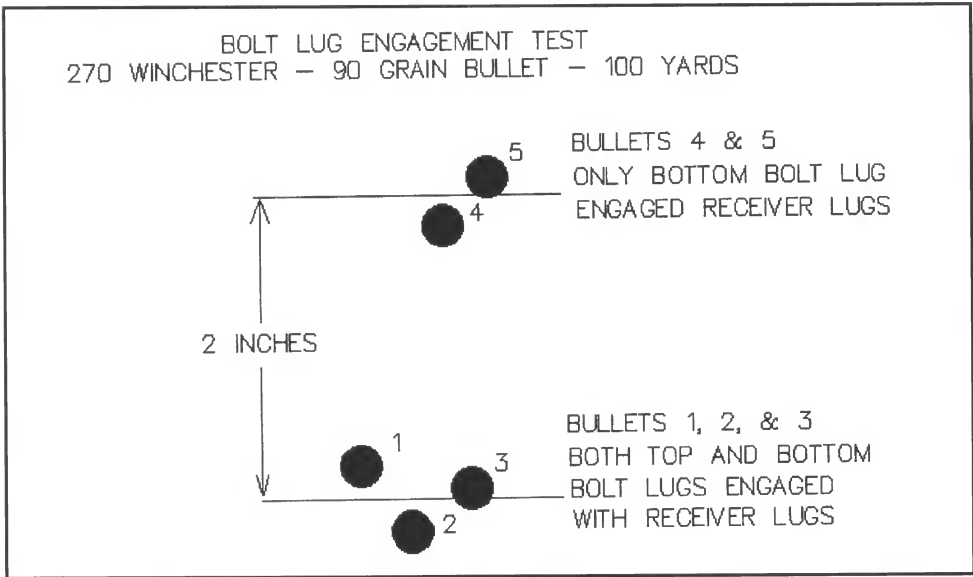 BOLT LUG ENGAGEMENT TEST
270 WINCHESTER – 90 GRAIN BULLET – 100 YARDS
5
BULLETS 4 & 5
ONLY BOTTOM BOLT LUG
ENGAGED RECEIVER LUGS
4
2 INCHES
1
3
2
BULLETS 1, 2, & 3
BOTH TOP AND BOTTOM
BOLT LUGS ENGAGED
WITH RECEIVER LUGS